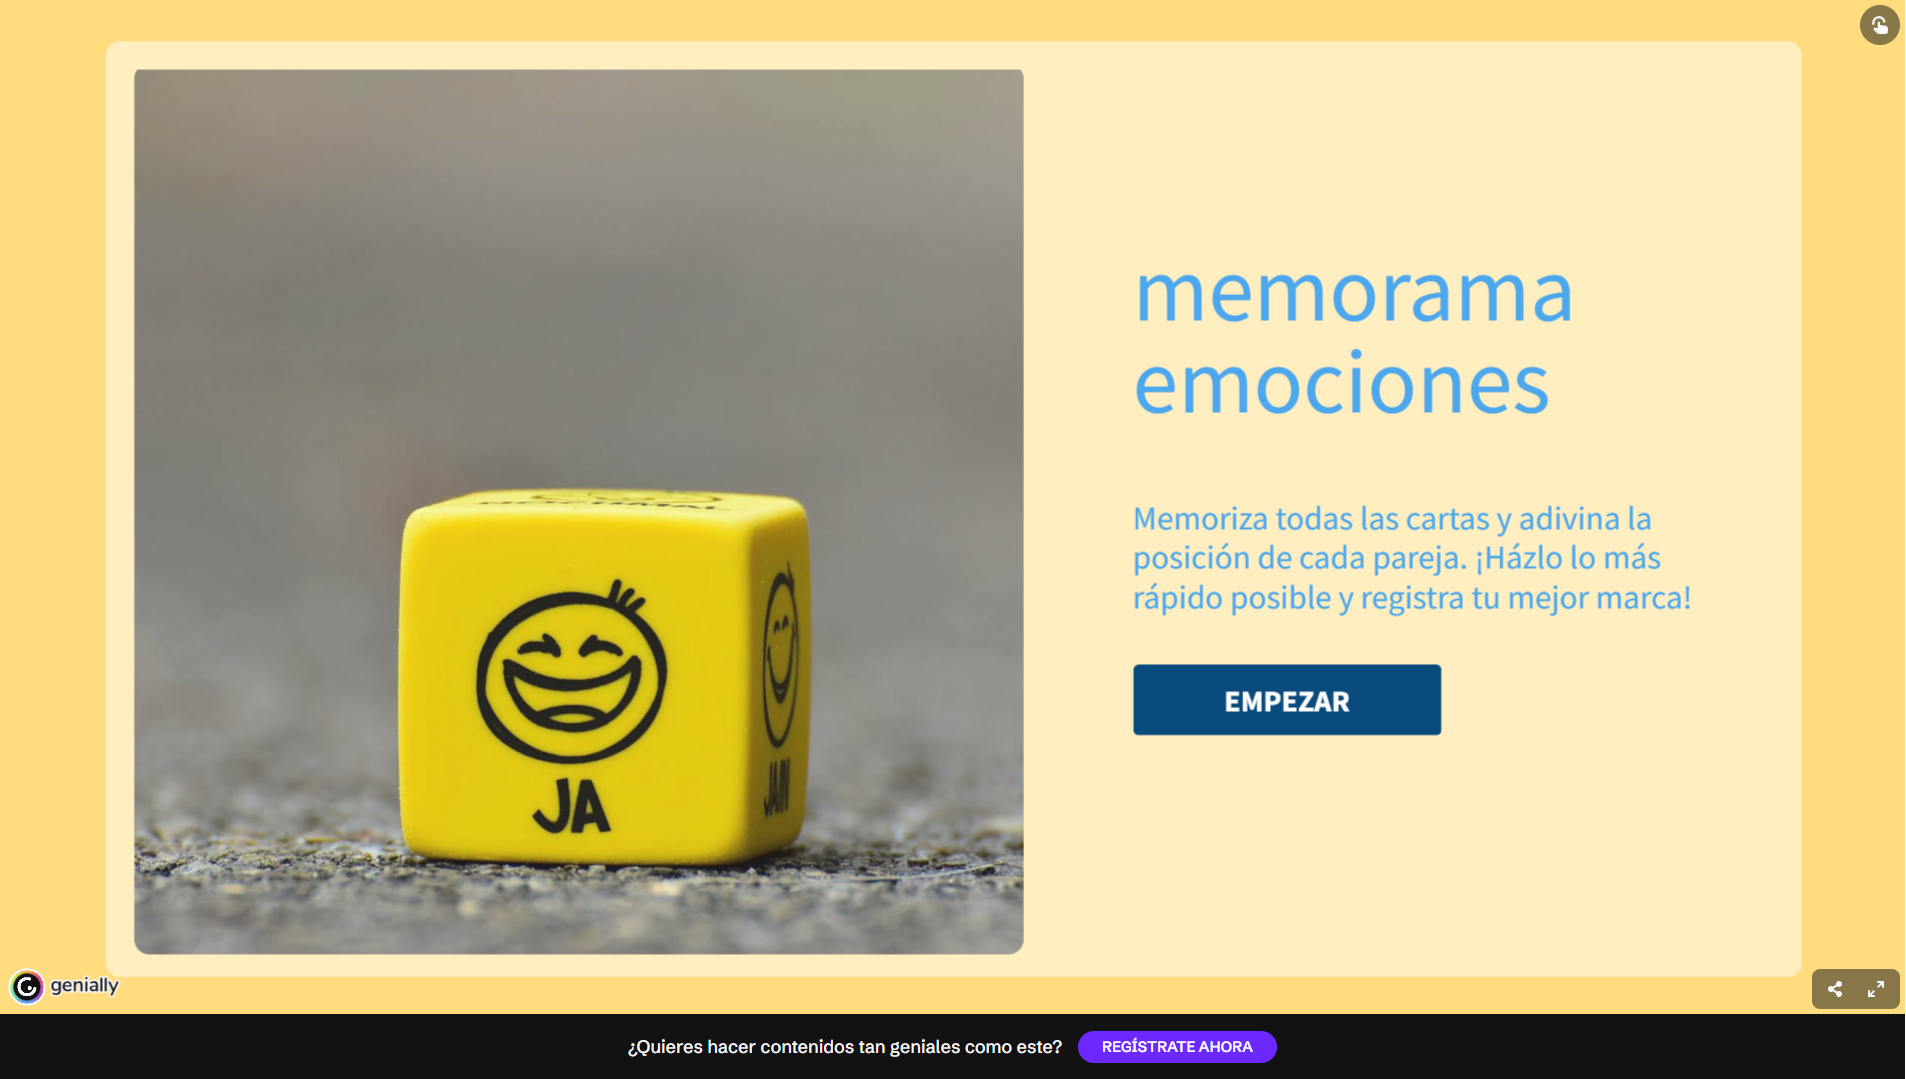 memorama
emociones
Memoriza todas las cartas y adivina la
posición de cada pareja. ¡Házlo lo más
rápido posible y registra tu mejor marca!
EMPEZAR
JA
JAIN
genially
¿Quieres hacer contenidos tan geniales como este?
REGÍSTRATE AHORA